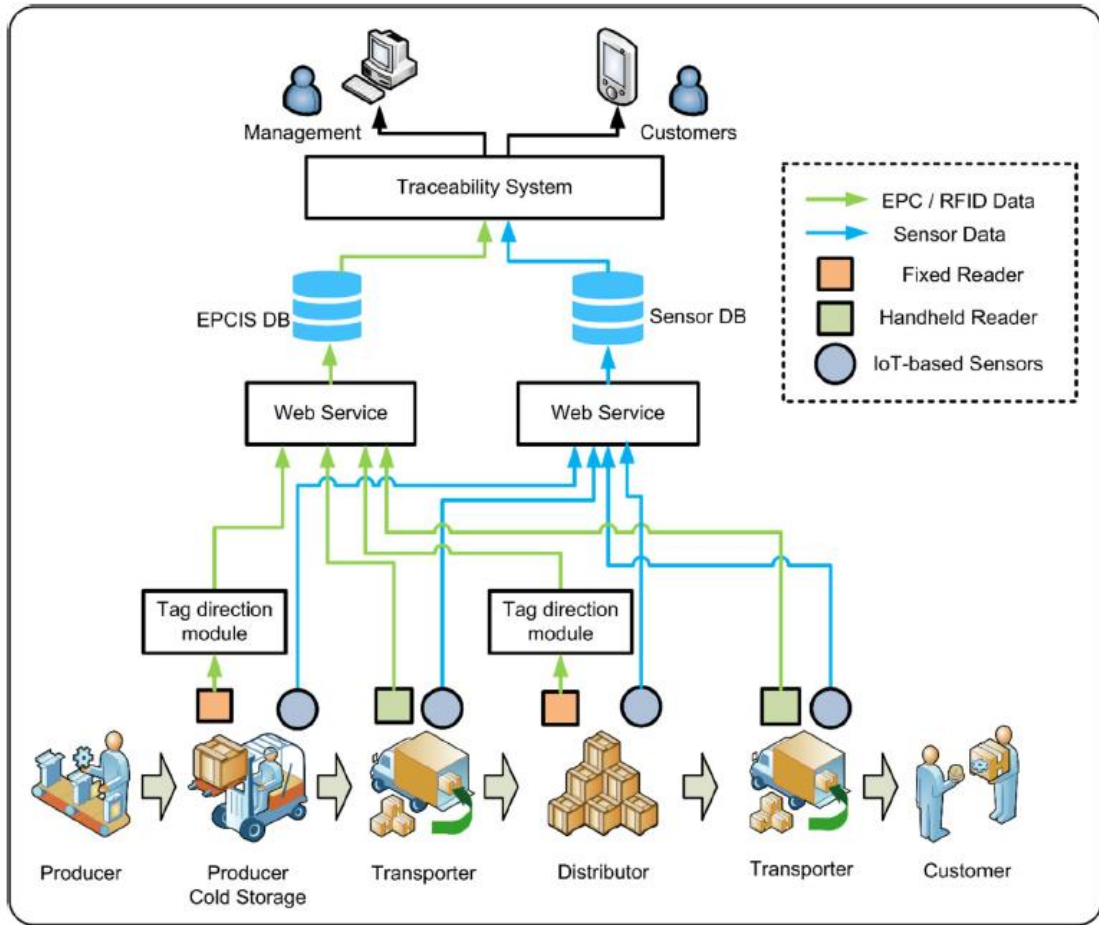 Management
Customers
Traceability System
EPC / RFID Data
Sensor Data
Fixed Reader
Handheld Reader
IoT-based Sensors
EPCIS DB
Sensor DB
Web Service
Web Service
Tag direction
module
Tag direction
module
Producer
Producer
Cold Storage
Transporter
Distributor
Transporter
Customer